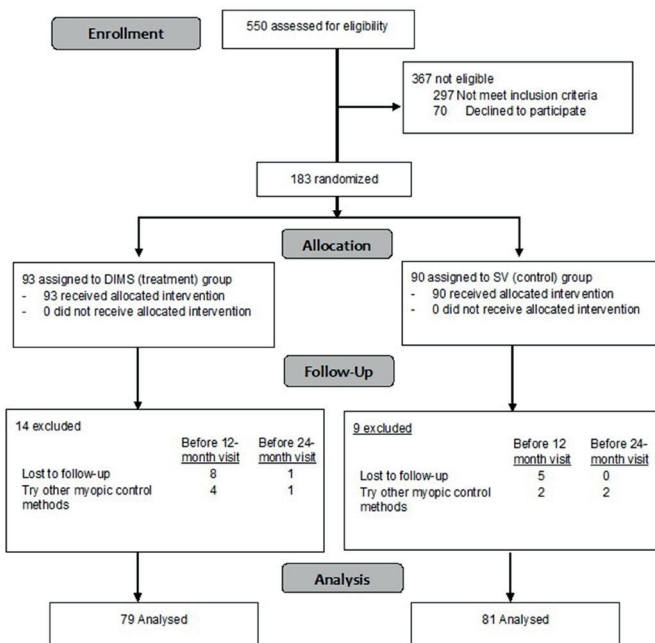 Enrollment
550 assessed for eligibility
367 not eligible
297 Not meet inclusion criteria
70 Declined to participate
183 randomized
Allocation
93 assigned to DIMS (treatment) group
- 93 received allocated intervention
- 0 did not receive allocated intervention
90 assigned to SV (control) group
- 90 received allocated intervention
- 0 did not receive allocated intervention
Follow-Up
14 excluded
Before 12- Before 24-
month visit month visit
Lost to follow-up 8 1
Try other myopic control 4 1
methods
9 excluded
Before 12 Before 24-
month visit month visit
Lost to follow-up 5 0
Try other myopic control 2 2
methods
Analysis
79 Analysed
81 Analysed